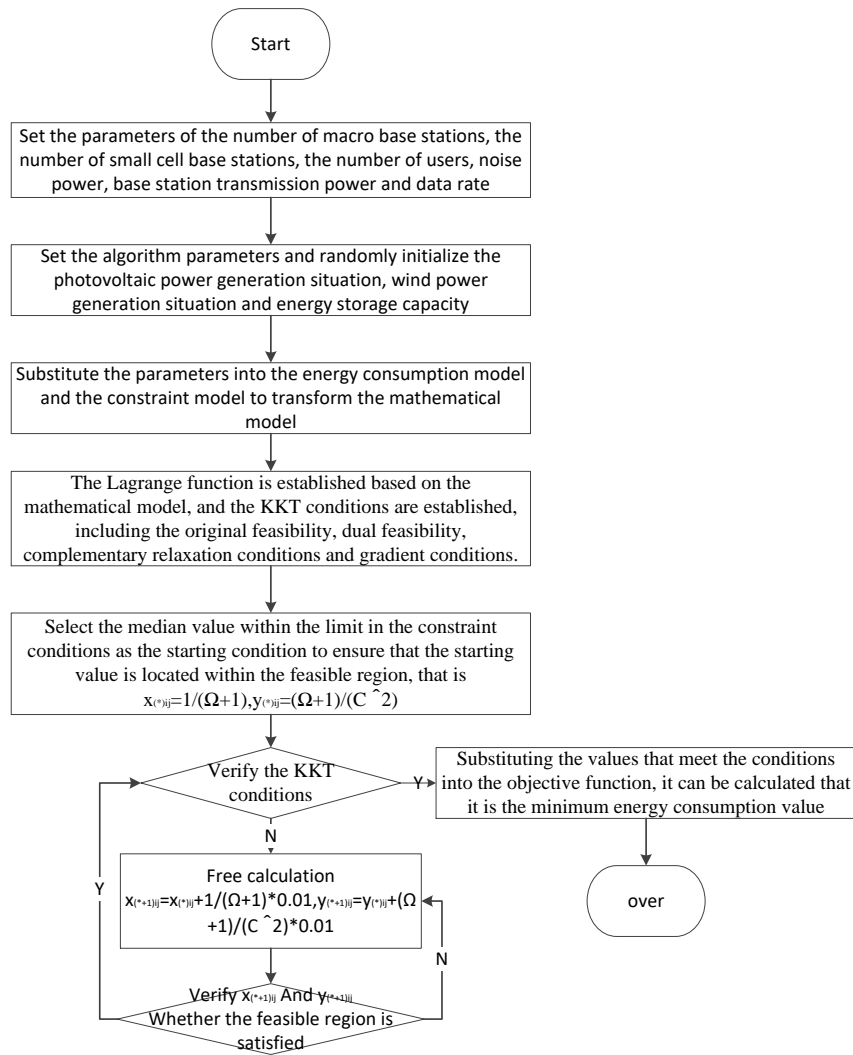 Start
Set the parameters of the number of macro base stations, the
number of small cell base stations, the number of users, noise
power, base station transmission power and data rate
Set the algorithm parameters and randomly initialize the
photovoltaic power generation situation, wind power
generation situation and energy storage capacity
Substitute the parameters into the energy consumption model
and the constraint model to transform the mathematical
model
The Lagrange function is established based on the
mathematical model, and the KKT conditions are established,
including the original feasibility, dual feasibility,
complementary relaxation conditions and gradient conditions.
Select the median value within the limit in the constraint
conditions as the starting condition to ensure that the starting
value is located within the feasible region, that is
x(*)ij=1/(Ω+1),y(*)ij=(Ω+1)/(C ˆ2)
Verify the KKT
conditions
Y
Substituting the values that meet the conditions
into the objective function, it can be calculated that
it is the minimum energy consumption value
N
Free calculation
x(*+1)ij=x(*)ij+1/(Ω+1)*0.01,y(*+1)ij=y(*)ij+(Ω
+1)/(C ˆ2)*0.01
Y
over
N
Verify x(*+1)ij And y(*+1)ij
Whether the feasible region is
satisfied